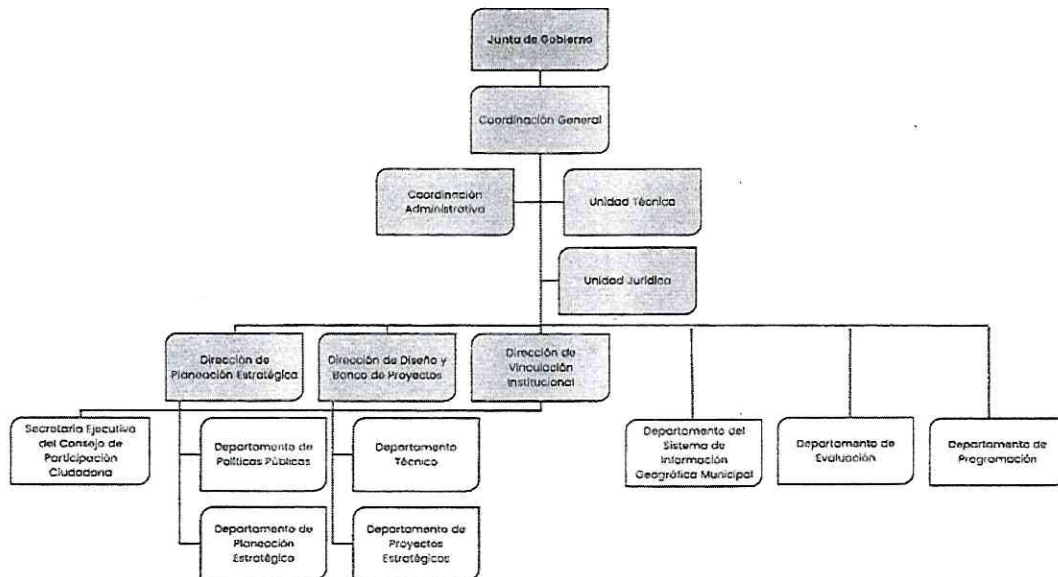 Junta de Gobierno
Coordinación General
Coordinación
Administrativa
Unidad Técnica
Unidad Jurídica
Dirección de
Planeación Estratégica
Dirección de Diseño y
Banco de Proyectos
Dirección de
Vinculación
Institucional
Secretaria Ejecutiva
del Consejo de
Participación
Ciudadana
Departamento de
Políticas Públicas
Departamento
Técnico
Departamento del
Sistema de
Información
Geográfica Municipal
Departamento de
Evaluación
Departamento de
Programación
Departamento de
Planeación
Estratégica
Departamento de
Proyectos
Estratégicos